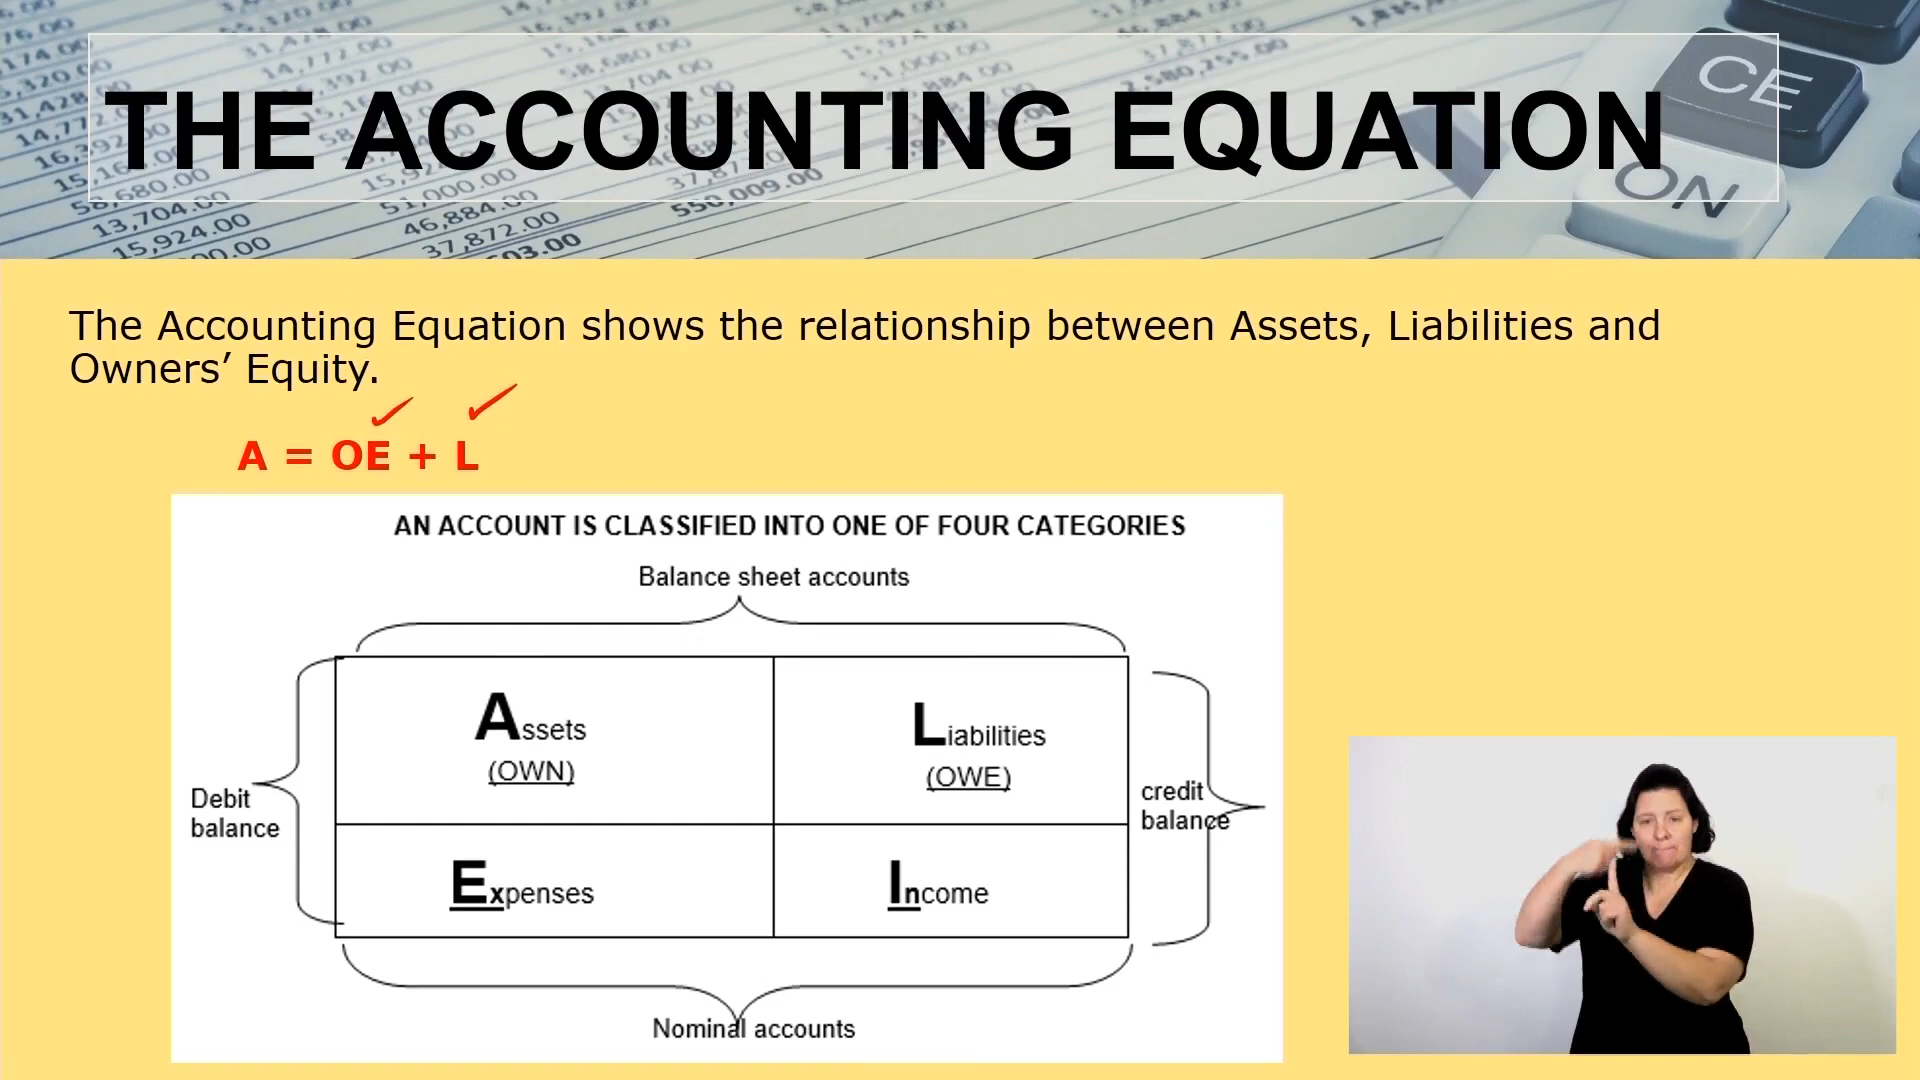 THE ACCOUNTING EQUATION
CE
ON
The Accounting Equation shows the relationship between Assets, Liabilities and
Owners’ Equity.
A = OE + L
AN ACCOUNT IS CLASSIFIED INTO ONE OF FOUR CATEGORIES
Balance sheet accounts
Assets
(OWN)
Liabilities
(OWE)
Debit
balance
credit
balance
Expenses
Income
Nominal accounts